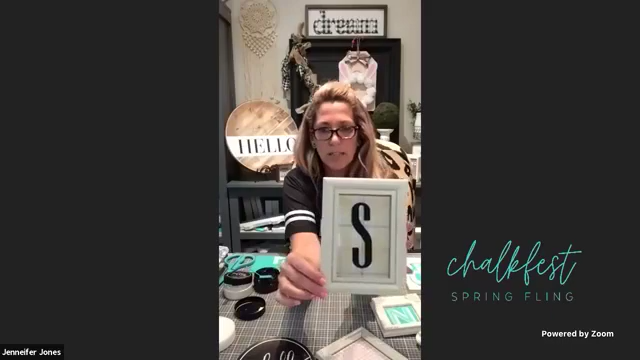 dream
HELLO
S
chalkfest
SPRING FLING
Powered by Zoom
Jenneifer Jones